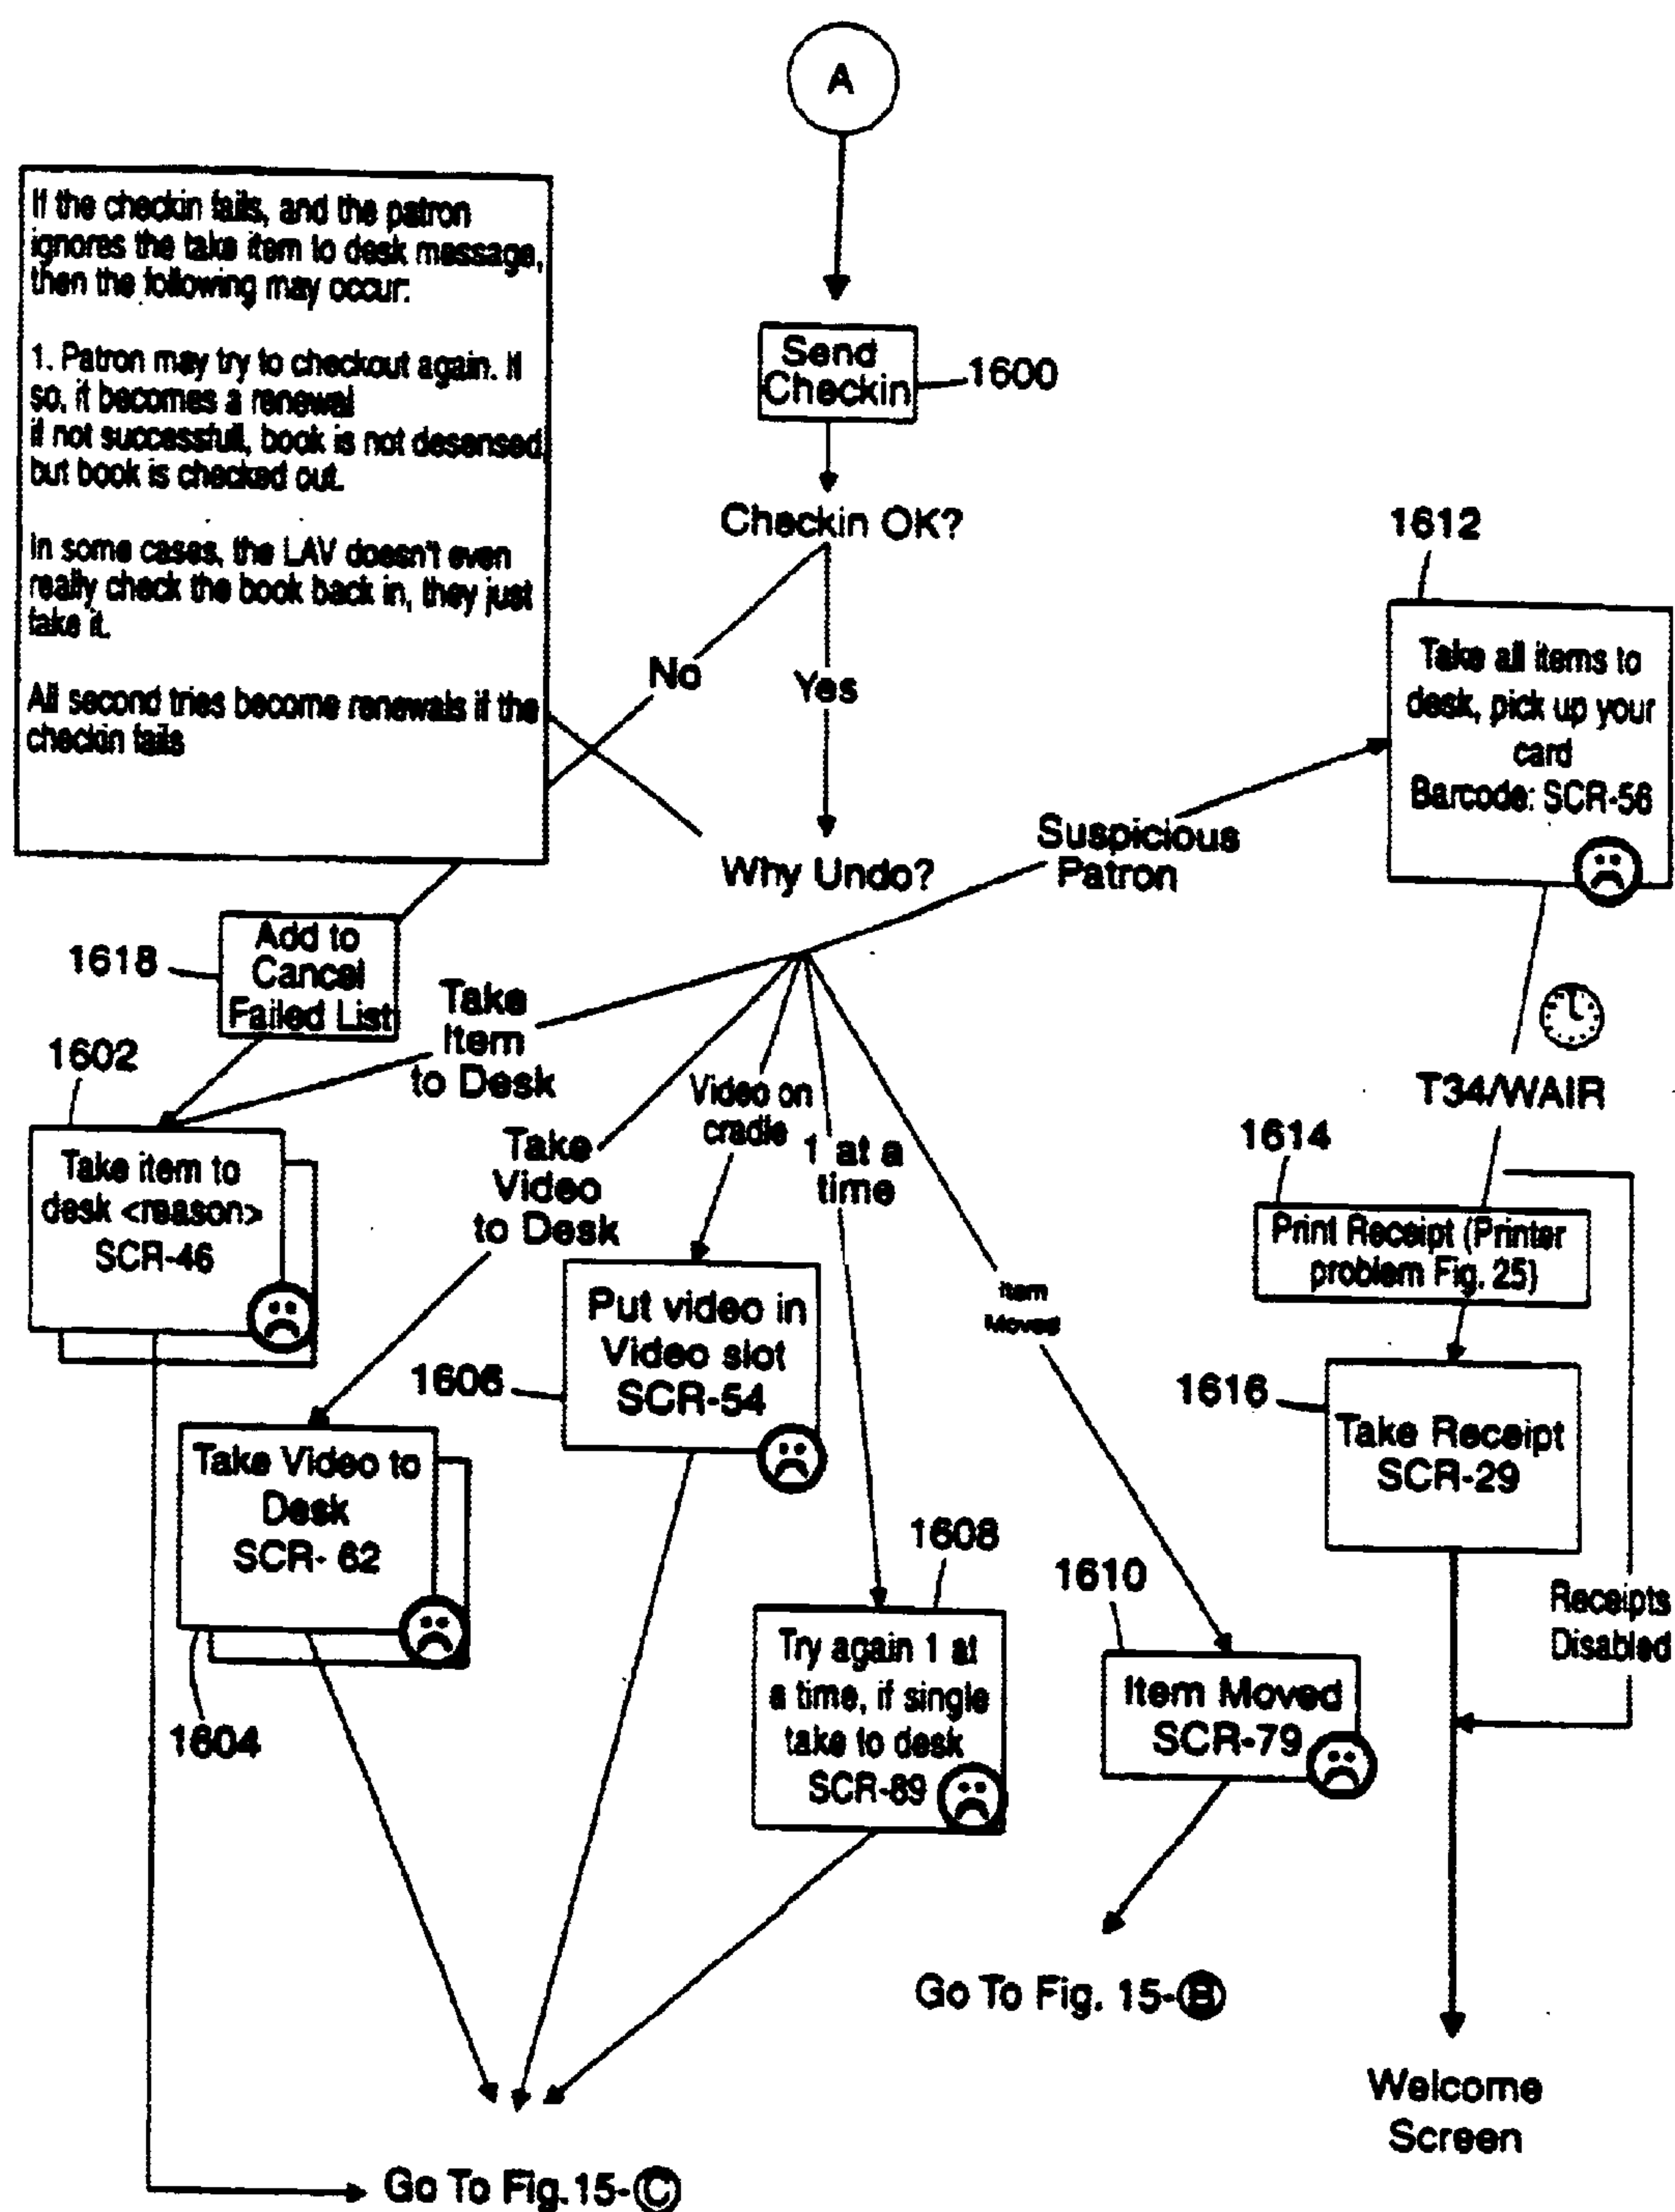 A
If the checkin fails, and the patron
ignores the take item to desk message,
then the following may occur:
1. Patron may try to checkout again. If
so, it becomes a renewal
if not successfull, book is not desensed
but book is checked out.
In some cases, the LAV doesn't even
really check the book back in, they just
take it.
All second tries become renewals if the
checkin fails
Send
Checkin
1600
Checkin OK?
No
Yes
Why Undo?
Suspicious
Patron
1612
Take all items to
desk, pick up your
card
Barcode: SCR-56
T34/WAIR
1614
Print Receipt (Printer
problem Fig. 25)
1616
Take Receipt
SCR-29
Receipts
Disabled
Welcome
Screen
1618
Add to
Cancel
Failed List
Take
Item
to Desk
1602
Take item to
desk <reason>
SCR-46
Take
Video
to Desk
Video on
cradle
1 at a
time
Item
Moved
1606
Put video in
Video slot
SCR-54
Take Video to
Desk
SCR- 62
1604
1608
Try again 1 at
a time, if single
take to desk
SCR-89
1610
Item Moved
SCR-79
Go To Fig. 15-B
Go To Fig.15-C